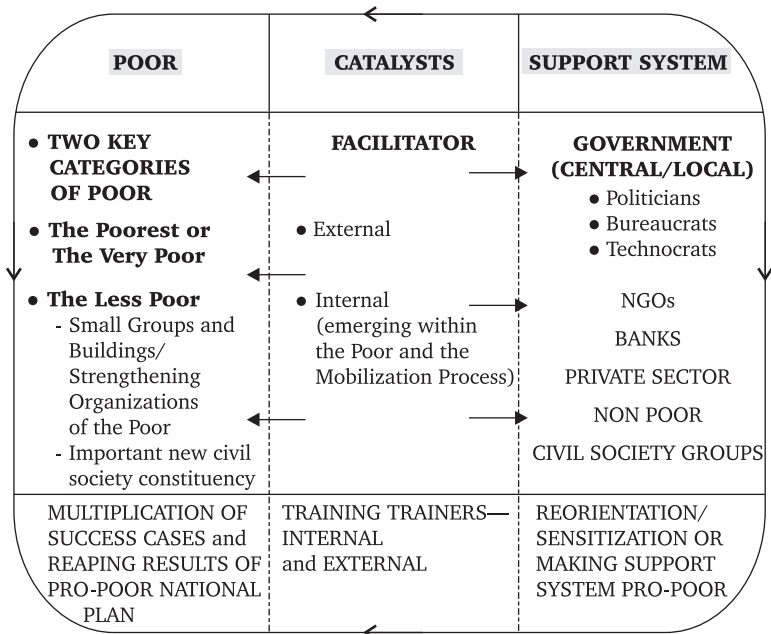 POOR
CATALYSTS
SUPPORT SYSTEM
● TWO KEY
CATEGORIES
OF POOR
● The Poorest or
The Very Poor
● The Less Poor
- Small Groups and
Buildings/
Strengthening
Organizations
of the Poor
- Important new civil
society constituency
FACILITATOR
● External
● Internal
(emerging within
the Poor and the
Mobilization Process)
GOVERNMENT
(CENTRAL/LOCAL)
● Politicians
● Bureaucrats
● Technocrats
NGOs
BANKS
PRIVATE SECTOR
NON POOR
CIVIL SOCIETY GROUPS
MULTIPLICATION OF
SUCCESS CASES and
REAPING RESULTS OF
PRO-POOR NATIONAL
PLAN
TRAINING TRAINERS—
INTERNAL
and EXTERNAL
REORIENTATION/
SENSITIZATION OR
MAKING SUPPORT
SYSTEM PRO-POOR